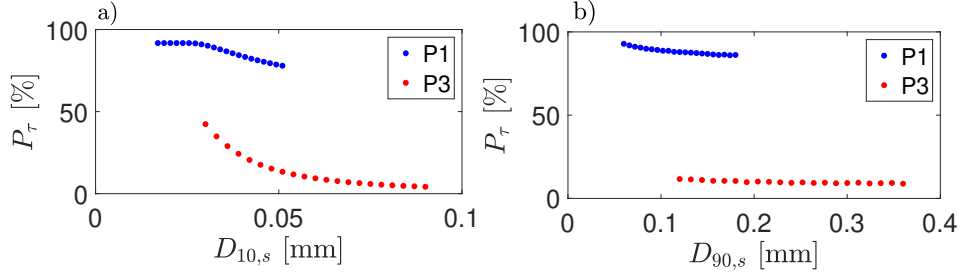 a)
100
50
0
P_τ [%]
P1
P3
0
0.05
0.1
D_{10,s} [mm]
b)
100
50
0
P_τ [%]
P1
P3
0
0.1
0.2
0.3
0.4
D_{90,s} [mm]